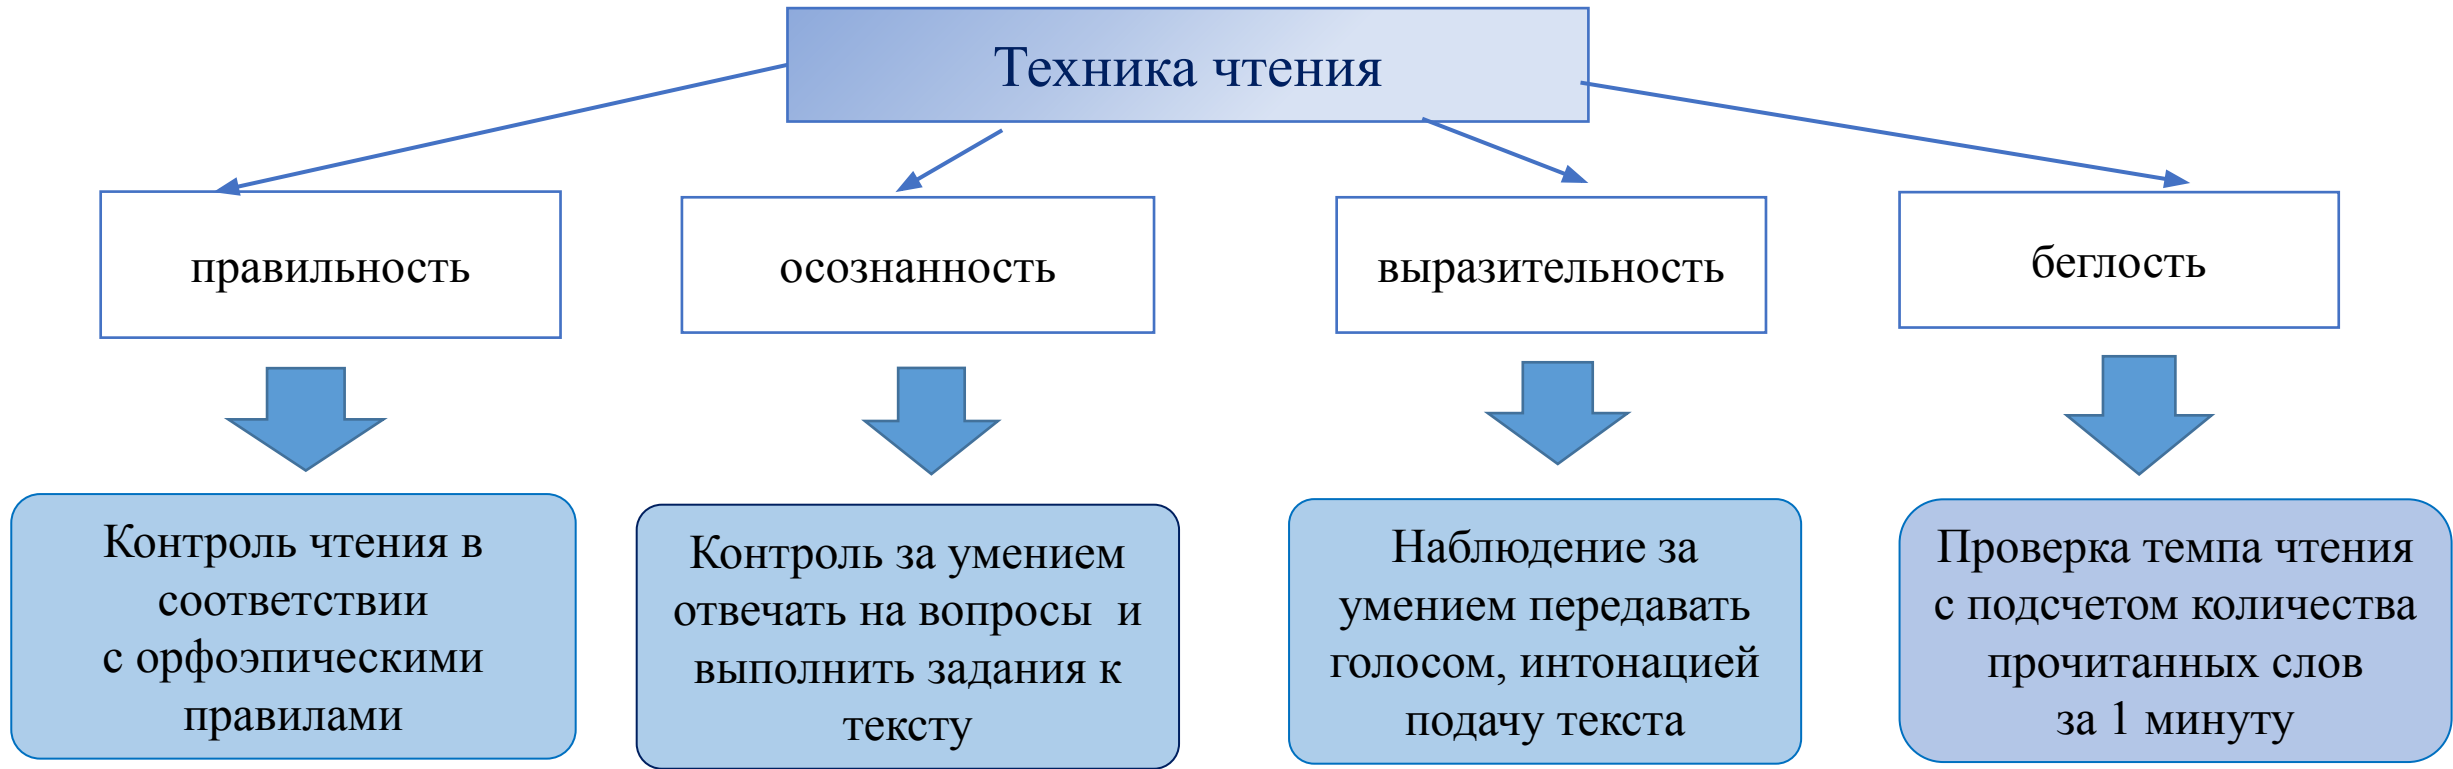 Техника чтения
правильность
осознанность
выразительность
беглость
Контроль чтения в
соответствии
с орфоэпическими
правилами
Контроль за умением
отвечать на вопросы  и
выполнить задания к
тексту
Наблюдение за
умением передавать
голосом, интонацией
подачу текста
Проверка темпа чтения
с подсчетом количества
прочитанных слов
за 1 минуту